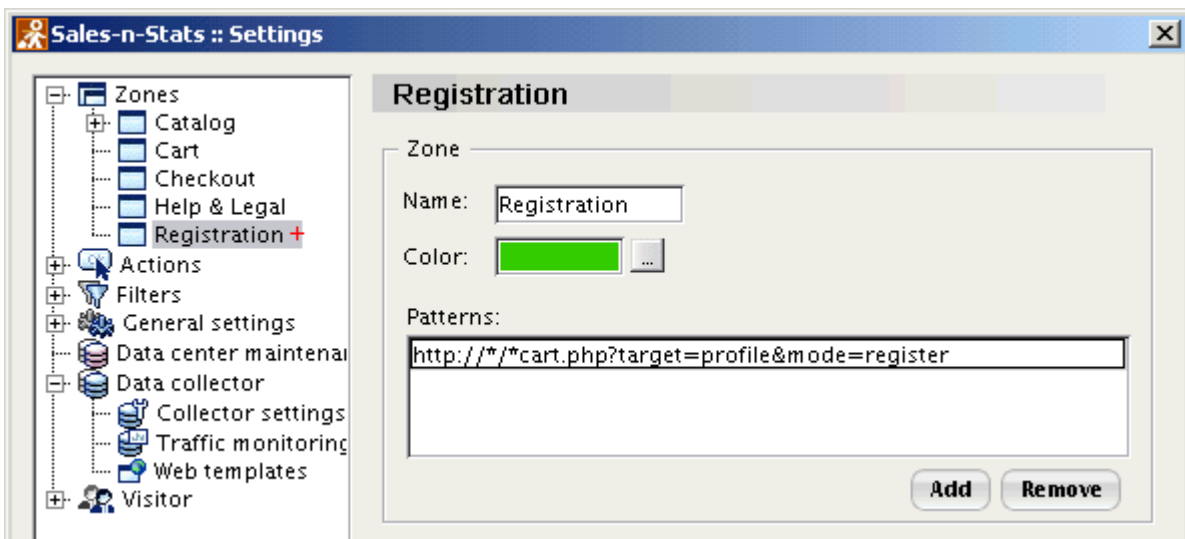 Sales-n-Stats :: Settings
Zones
Catalog
Cart
Checkout
Help & Legal
Registration +
Actions
Filters
General settings
Data center maintenai
Data collector
Collector settings
Traffic monitoring
Web templates
Visitor
Registration
Zone
Name: Registration
Color: ...
Patterns:
http://*/*cart.php?target=profile&mode=register
Add Remove